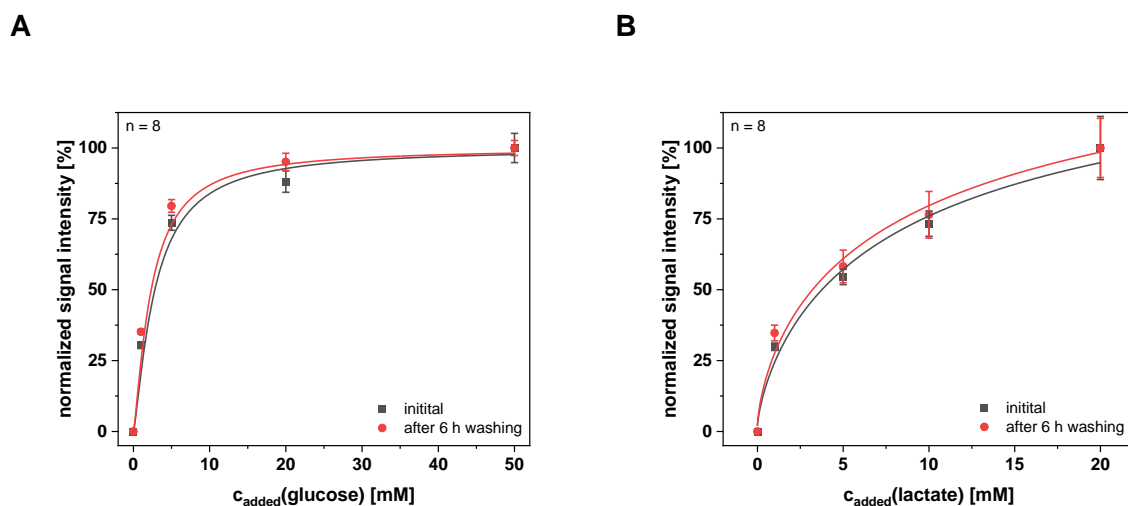 A
n = 8
normalized signal intensity [%]
100
75
50
25
0
initital
after 6 h washing
0 10 20 30 40 50
c_added(glucose) [mM]
B
n = 8
normalized signal intensity [%]
100
75
50
25
0
initital
after 6 h washing
0 5 10 15 20
c_added(lactate) [mM]